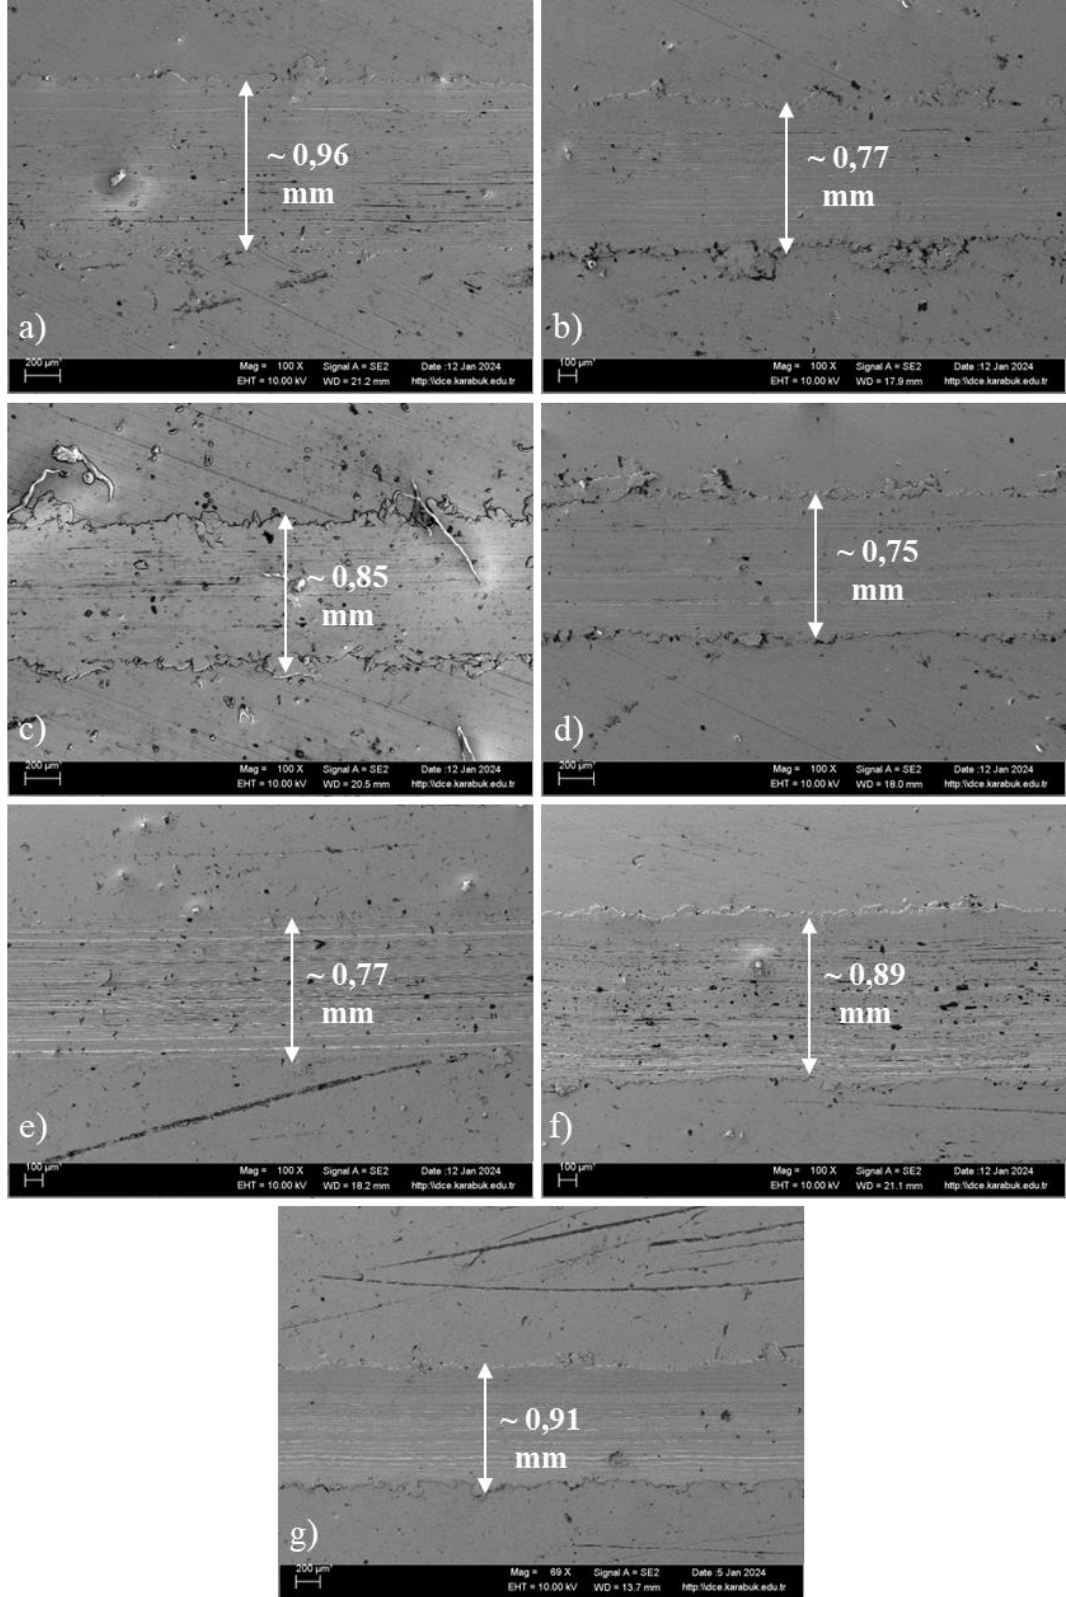 ~ 0,96
mm
a)
200 µm
Mag = 100 X Signal A = SE2 Date :12 Jan 2024
EHT = 10.00 kV WD = 21.2 mm http:\\dce.karabuk.edu.tr
~ 0,77
mm
b)
100 µm
Mag = 100 X Signal A = SE2 Date :12 Jan 2024
EHT = 10.00 kV WD = 17.9 mm http:\\dce.karabuk.edu.tr
~ 0,85
mm
c)
200 µm
Mag = 100 X Signal A = SE2 Date :12 Jan 2024
EHT = 10.00 kV WD = 20.5 mm http:\\dce.karabuk.edu.tr
~ 0,75
mm
d)
200 µm
Mag = 100 X Signal A = SE2 Date :12 Jan 2024
EHT = 10.00 kV WD = 18.0 mm http:\\dce.karabuk.edu.tr
~ 0,77
mm
e)
100 µm
Mag = 100 X Signal A = SE2 Date :12 Jan 2024
EHT = 10.00 kV WD = 18.2 mm http:\\dce.karabuk.edu.tr
~ 0,89
mm
f)
100 µm
Mag = 100 X Signal A = SE2 Date :12 Jan 2024
EHT = 10.00 kV WD = 21.1 mm http:\\dce.karabuk.edu.tr
~ 0,91
mm
g)
200 µm
Mag = 69 X Signal A = SE2 Date :5 Jan 2024
EHT = 10.00 kV WD = 13.7 mm http:\\dce.karabuk.edu.tr